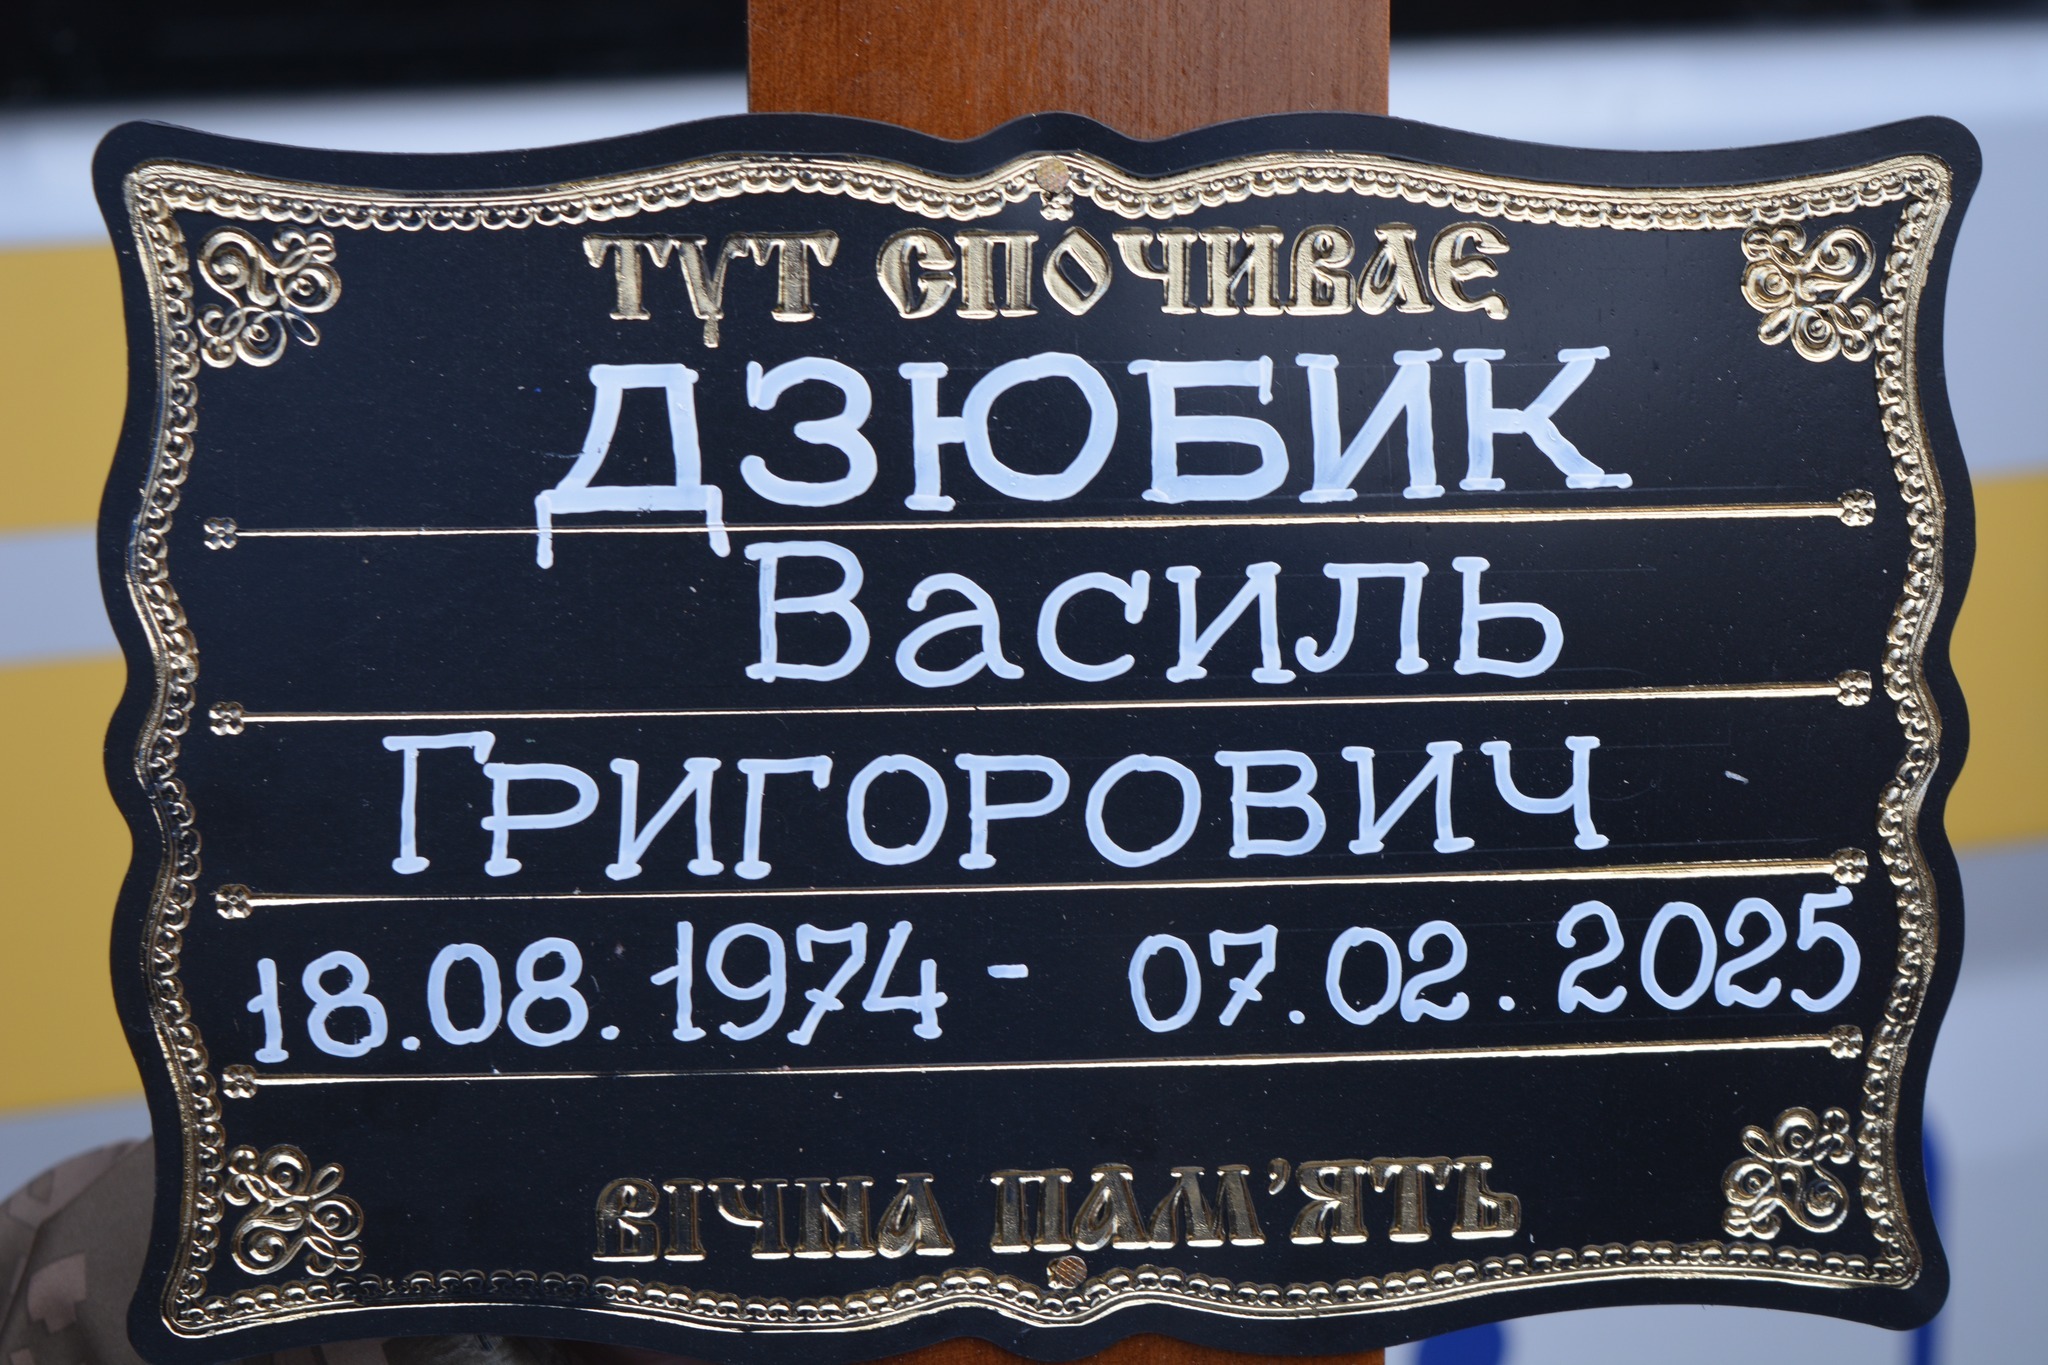 ТУТ СПОЧИВАЄ
ДЗЮБИК
Василь
Григорович
18.08.1974 - 07.02.2025
ВІЧНА ПАМ'ЯТЬ